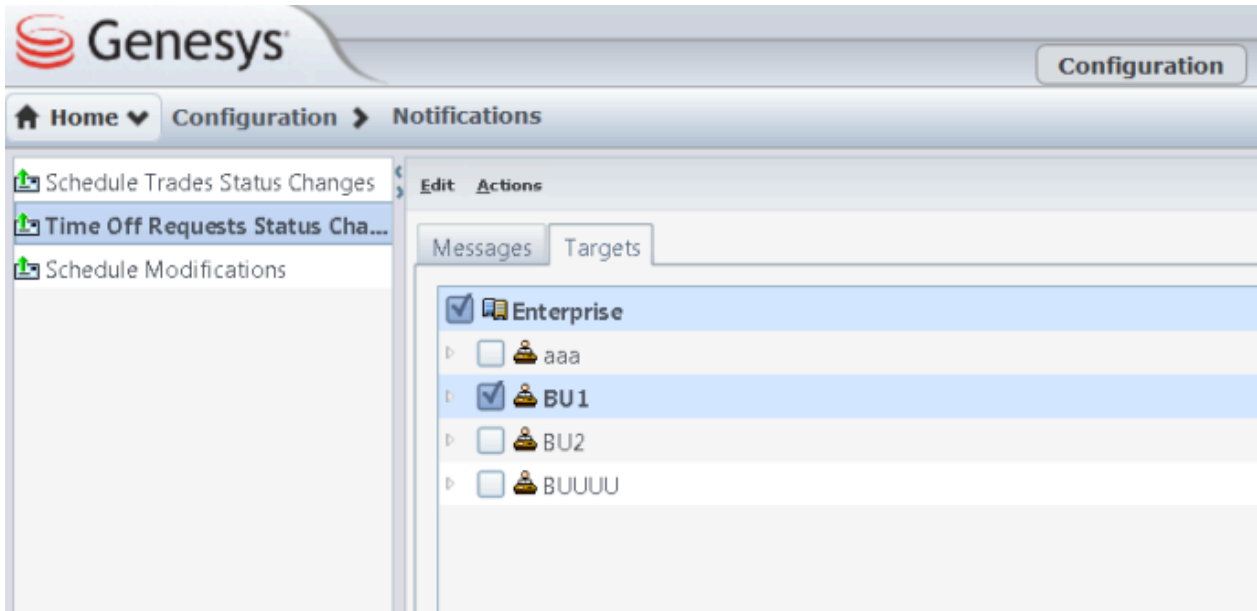 Genesys
Configuration
Home Configuration Notifications
Schedule Trades Status Changes
Time Off Requests Status Cha...
Schedule Modifications
Edit Actions
Messages Targets
Enterprise
aaa
BU1
BU2
BUUUU